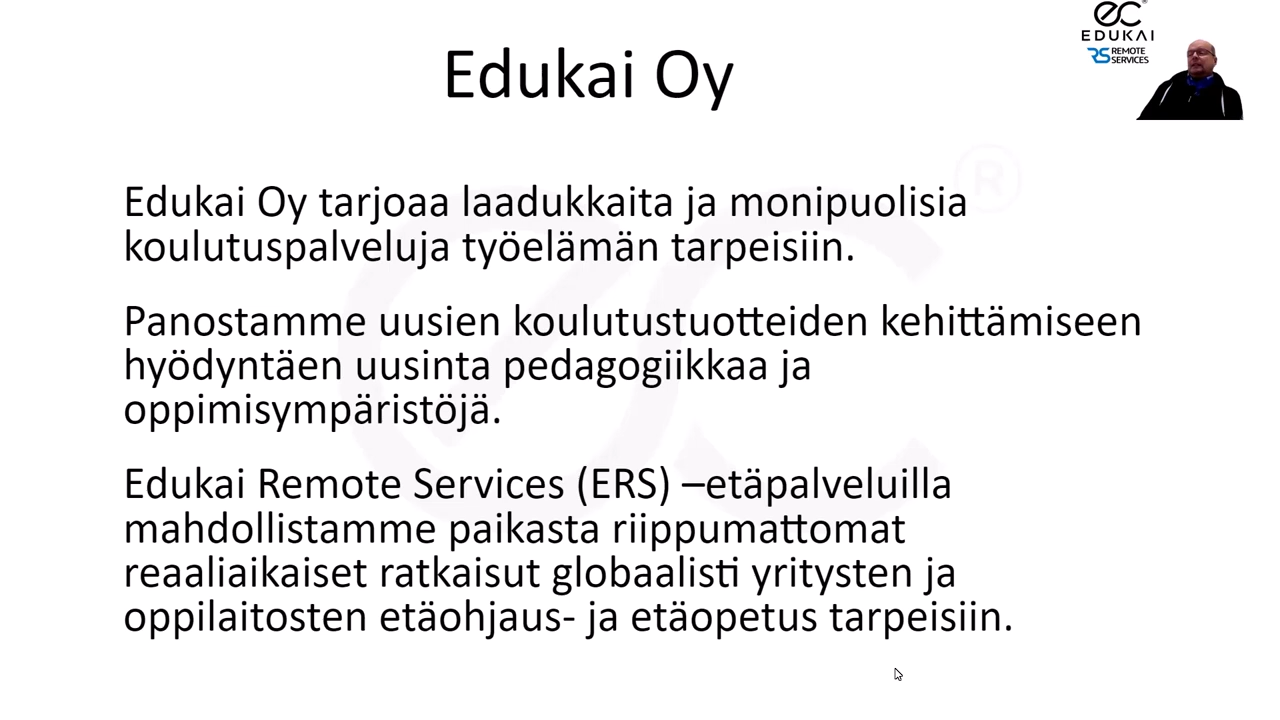 EDUKAI
REMOTE
SERVICES
Edukai Oy
Edukai Oy tarjoaa laadukkaita ja monipuolisia
koulutuspalveluja työelämän tarpeisiin.
Panostamme uusien koulutustuotteiden kehittämiseen
hyödyntäen uusinta pedagogiikkaa ja
oppimisympäristöjä.
Edukai Remote Services (ERS) –etäpalveluilla
mahdollistamme paikasta riippumattomat
reaaliaikaiset ratkaisut globaalisti yritysten ja
oppilaitosten etäohjaus- ja etäopetus tarpeisiin.